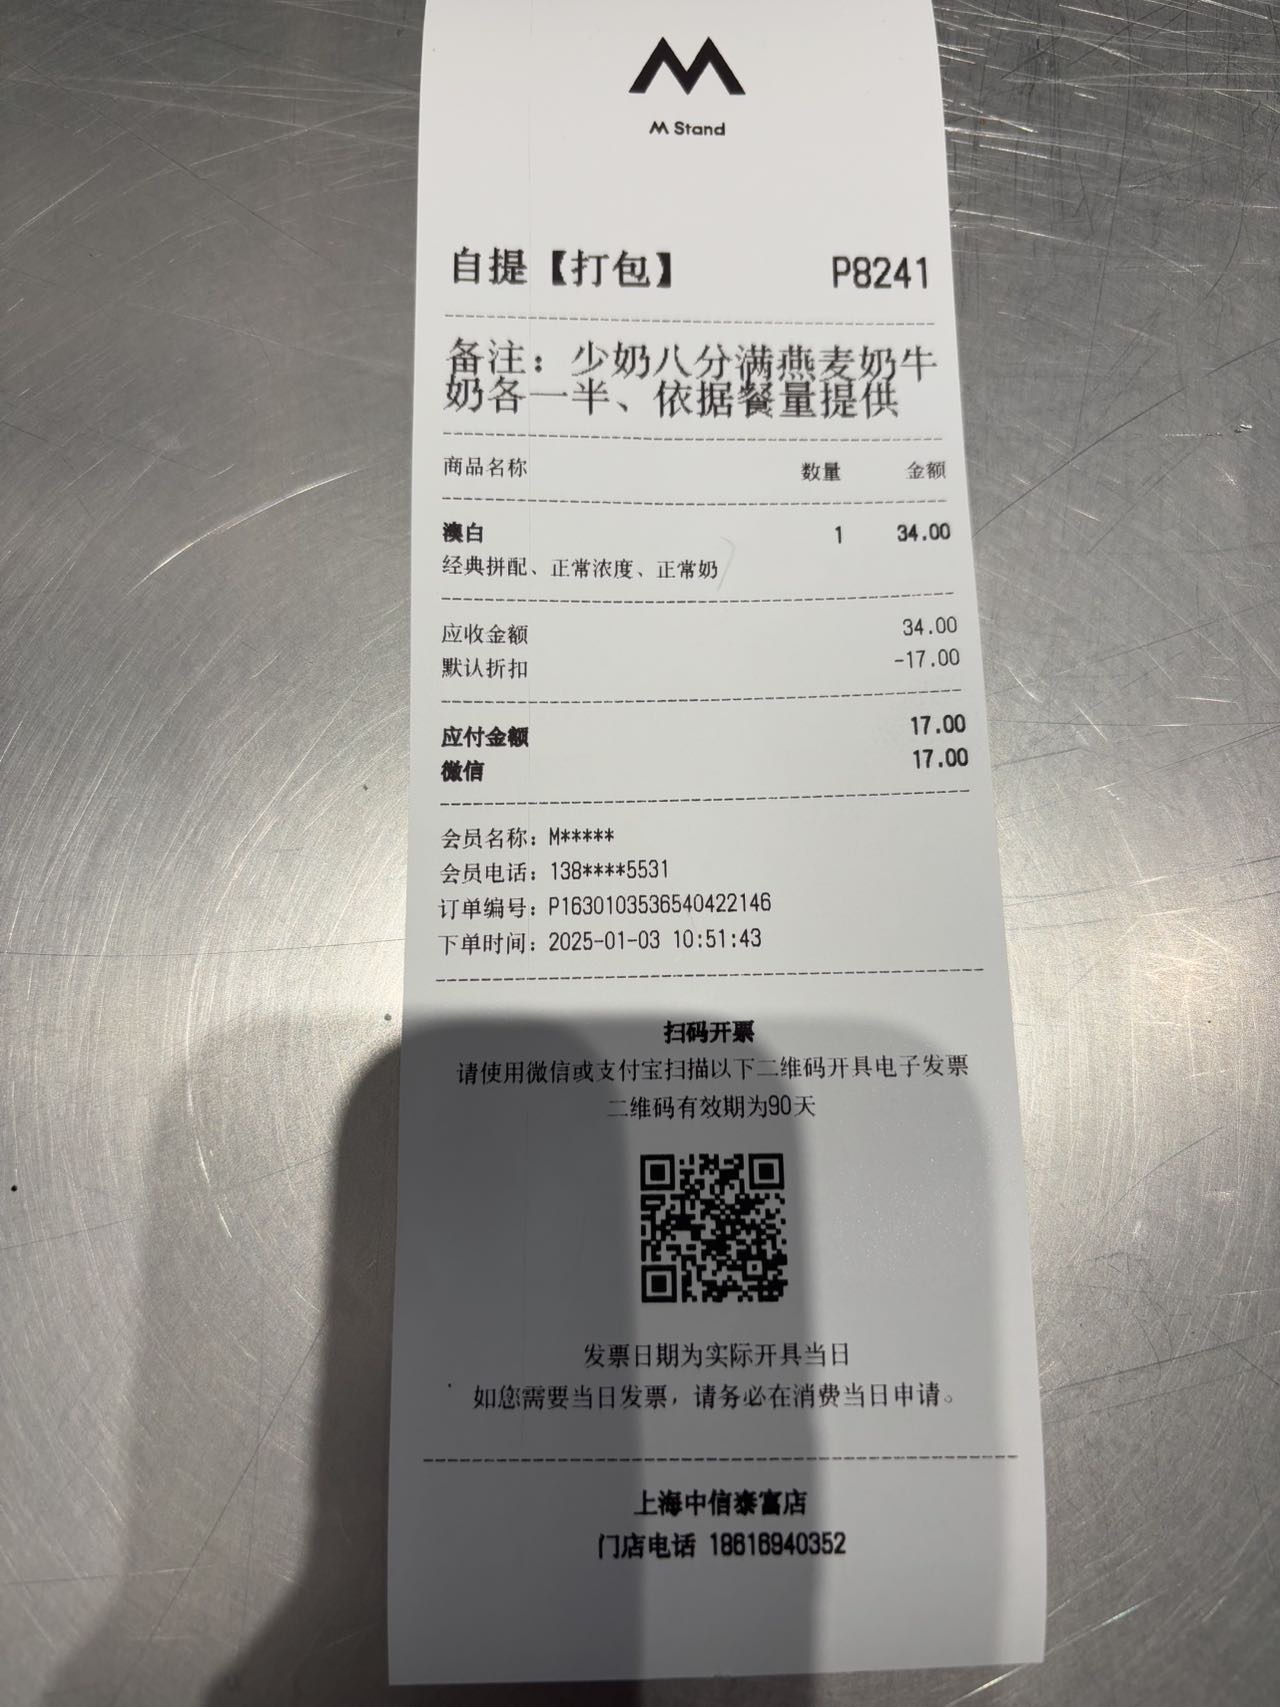 M Stand
自提【打包】 P8241
备注：少奶八分满燕麦奶牛
奶各一半、依据餐量提供
商品名称 数量 金额
澳白 1 34.00
经典拼配、正常浓度、正常奶
应收金额 34.00
默认折扣 -17.00
应付金额 17.00
微信 17.00
会员名称：M*****
会员电话：138****5531
订单编号：P1630103536540422146
下单时间：2025-01-03 10:51:43
扫码开票
请使用微信或支付宝扫描以下二维码开具电子发票
二维码有效期为90天
发票日期为实际开具当日
如您需要当日发票，请务必在消费当日申请。
上海中信泰富店
门店电话 18616940352